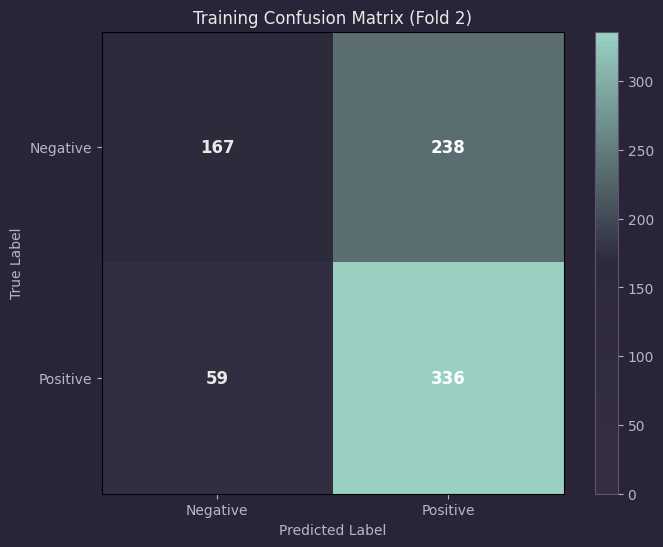 Training Confusion Matrix (Fold 2)
Negative
167
238
Positive
59
336
True Label
Negative
Positive
Predicted Label
300
250
200
150
100
50
0